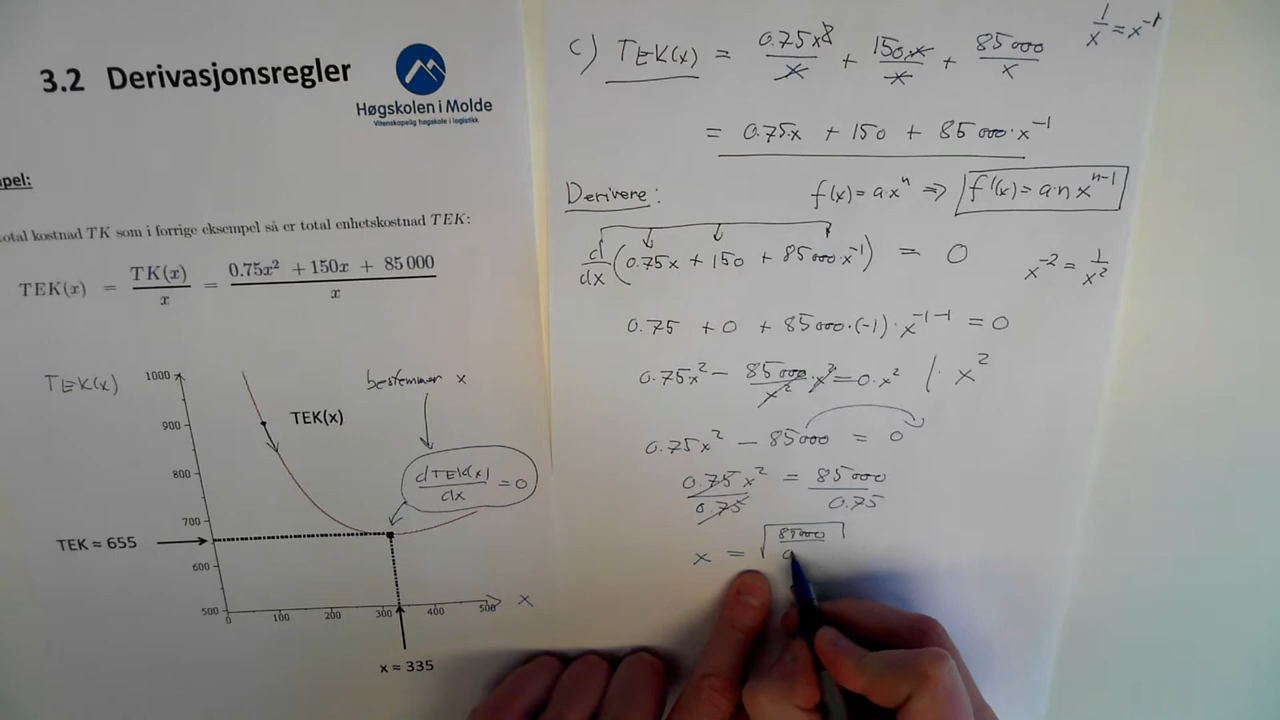 3.2 Derivasjonsregler
Høgskolen i Molde
Vitenskapelig høgskole i logistikk
pel:
total kostnad TK som i forrige eksempel så er total enhetskostnad TEK:
TEK(x) = TK(x)/x = 0.75x² + 150x + 85 000/x
TEK(x)
1000
900
800
700
600
500
0
100
200
300
400
500
x
TEK(x)
bestemmer x
dTEK(x)/dx = 0
TEK ≈ 655
x ≈ 335
c) TEK(x) = 0.75x²/x + 150x/x + 85000/x
1/x = x⁻¹
= 0.75x + 150 + 85000·x⁻¹
Derivere: f(x) = a·xⁿ ⇒ f'(x) = a·n xⁿ⁻¹
d/dx (0.75x + 150 + 85000x⁻¹) = 0
x⁻² = 1/x²
0.75 + 0 + 85000·(-1)·x⁻¹⁻¹ = 0
0.75x² - 85000/x²·x² = 0·x² |· x²
0.75x² - 85000 = 0
0.75x²/0.75 = 85000/0.75
x = √85000/0